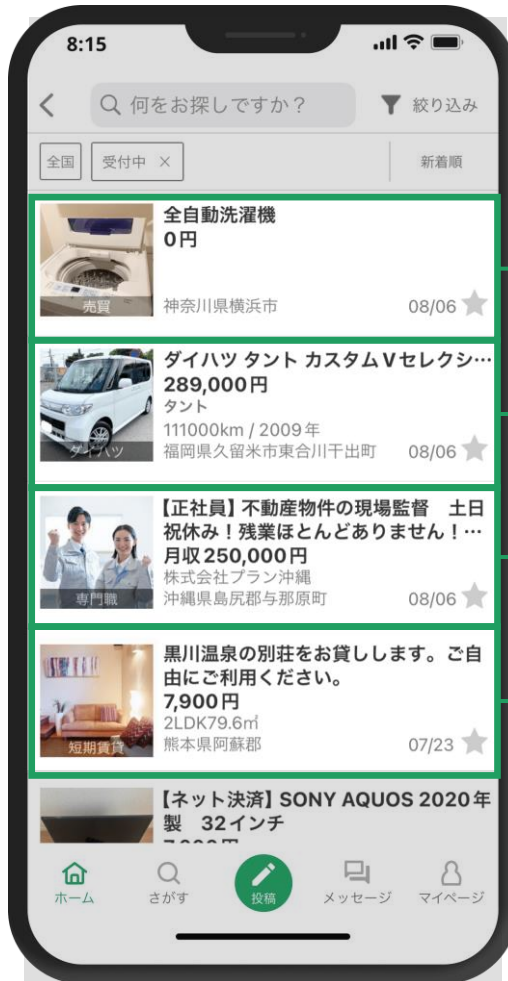 8:15
何をお探しですか？
絞り込み
全国
受付中 ×
新着順
全自動洗濯機
0円
売買
神奈川県横浜市
08/06
ダイハツ タント カスタムVセレクシ…
289,000円
タント
111000km / 2009年
ダイハツ
福岡県久留米市東合川干出町
08/06
【正社員】不動産物件の現場監督　土日
祝休み！残業ほとんどありません！…
月収250,000円
株式会社プラン沖縄
専門職
沖縄県島尻郡与那原町
08/06
黒川温泉の別荘をお貸しします。ご自
由にご利用ください。
7,900円
2LDK79.6㎡
短期賃貸
熊本県阿蘇郡
07/23
【ネット決済】SONY AQUOS 2020年
製　32インチ
ホーム
さがす
投稿
メッセージ
マイページ